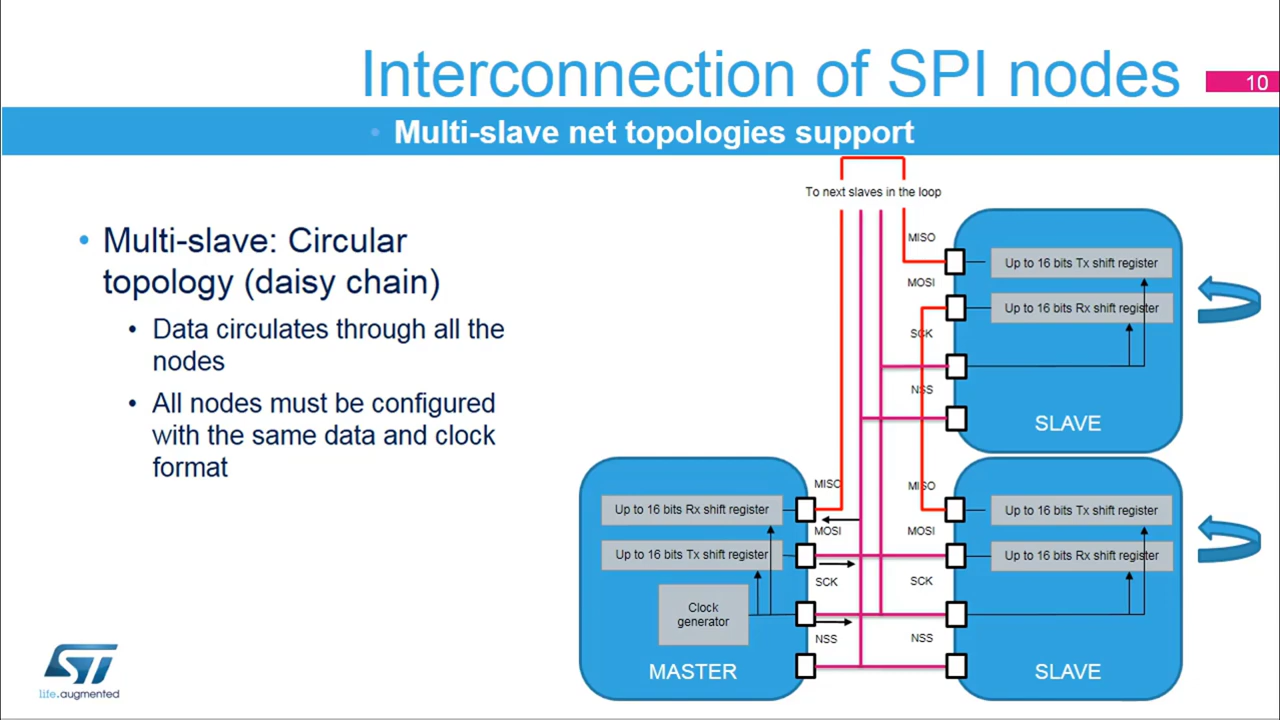 Interconnection of SPI nodes
10
• Multi-slave net topologies support
• Multi-slave: Circular
topology (daisy chain)
• Data circulates through all the
nodes
• All nodes must be configured
with the same data and clock
format
To next slaves in the loop
MISO
Up to 16 bits Tx shift register
MOSI
Up to 16 bits Rx shift register
SCK
NSS
SLAVE
MISO
Up to 16 bits Rx shift register
MOSI
Up to 16 bits Tx shift register
SCK
Clock
generator
NSS
MASTER
MISO
Up to 16 bits Tx shift register
MOSI
Up to 16 bits Rx shift register
SCK
NSS
SLAVE
ST
life.augmented